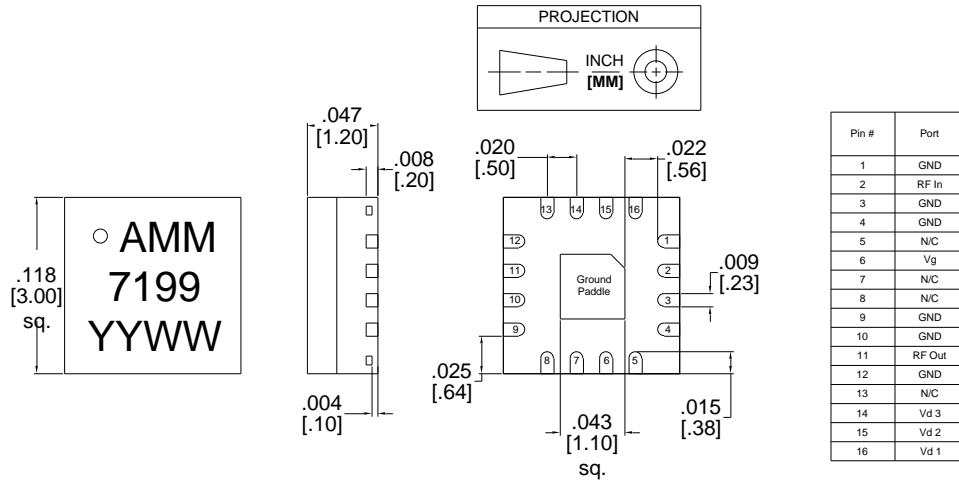 PROJECTION
INCH
[MM]
.047
[1.20]
.008
[.20]
.020
[.50]
.022
[.56]
AMM
7199
YYWW
.118
[3.00]
sq.
.004
[.10]
13 14 15 16
12
11
10
9
1
2
3
4
8 7 6 5
Ground
Paddle
.009
[.23]
.025
[.64]
.043
[1.10]
sq.
.015
[.38]
Pin # Port
1 GND
2 RF In
3 GND
4 GND
5 N/C
6 Vg
7 N/C
8 N/C
9 GND
10 GND
11 RF Out
12 GND
13 N/C
14 Vd 3
15 Vd 2
16 Vd 1